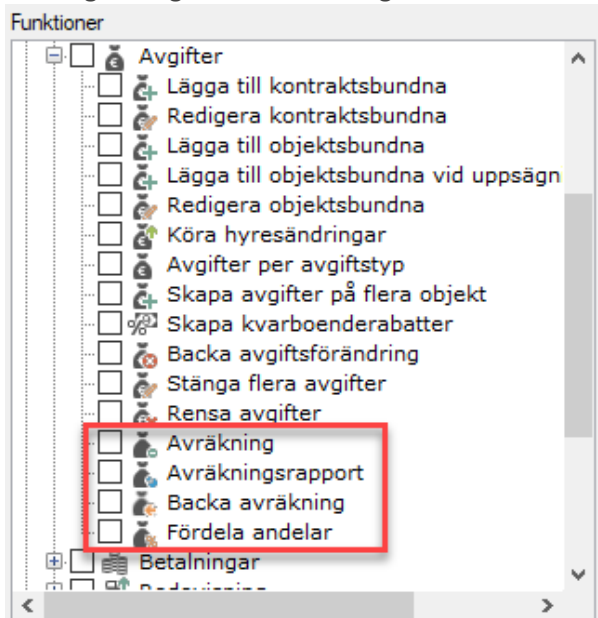 Funktioner
Avgifter
Lägga till kontraktsbundna
Redigera kontraktsbundna
Lägga till objektsbundna
Lägga till objektsbundna vid uppsägn
Redigera objektsbundna
Köra hyresändringar
Avgifter per avgiftstyp
Skapa avgifter på flera objekt
Skapa kvarboenderabatter
Backa avgiftsförändring
Stänga flera avgifter
Rensa avgifter
Avräkning
Avräkningsrapport
Backa avräkning
Fördela andelar
Betalningar